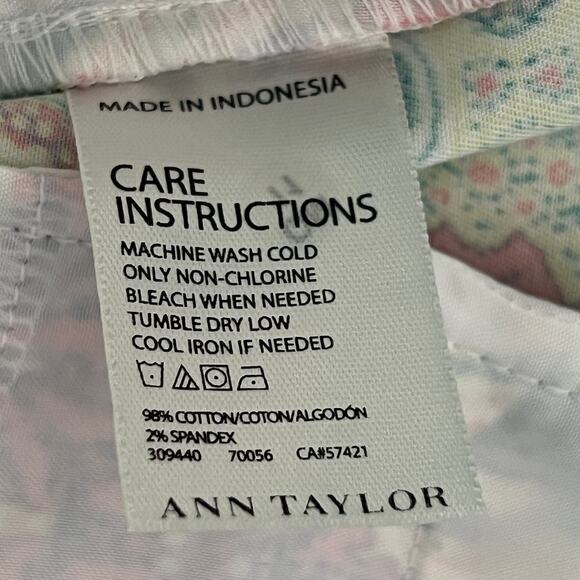 MADE IN INDONESIA
CARE
INSTRUCTIONS
MACHINE WASH COLD
ONLY NON-CHLORINE
BLEACH WHEN NEEDED
TUMBLE DRY LOW
COOL IRON IF NEEDED
98% COTTON/COTON/ALGODÓN
2% SPANDEX
309440 70056 CA#57421
ANN TAYLOR